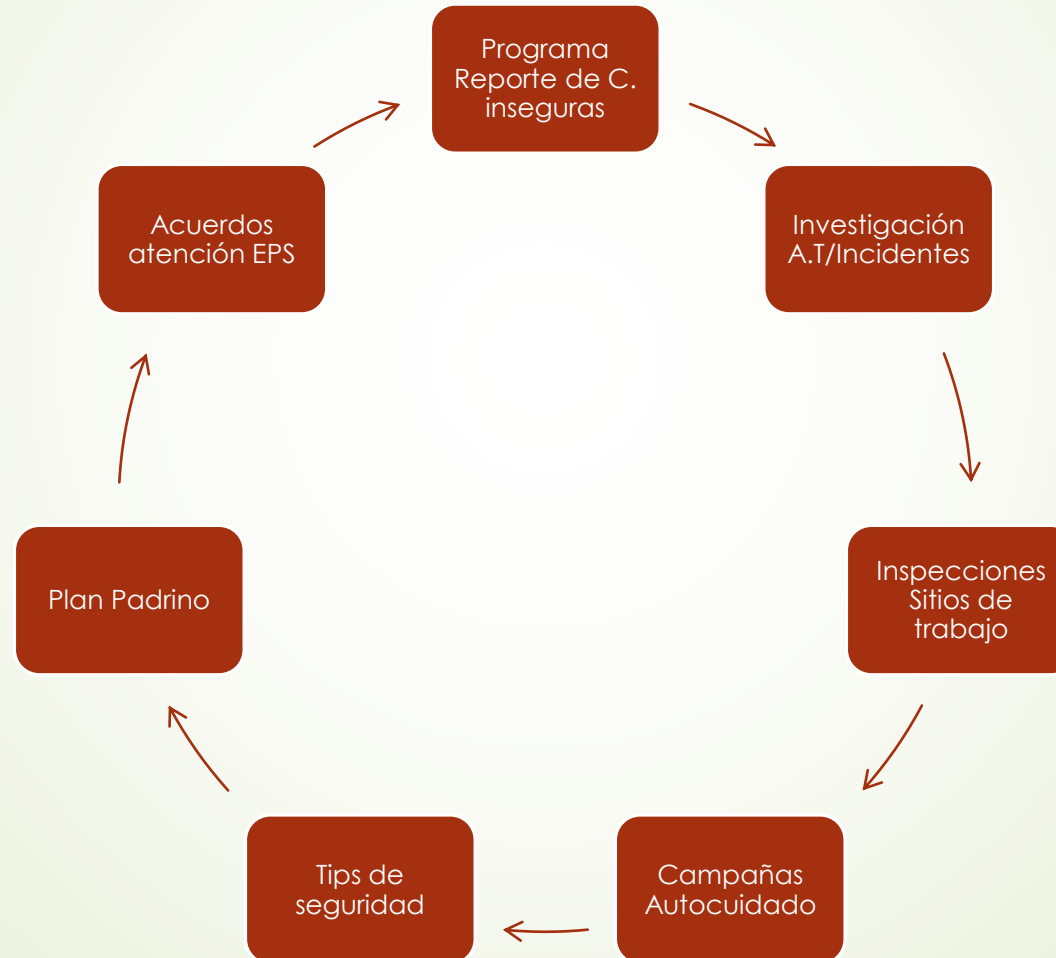 Programa
Reporte de C.
inseguras
Investigación
A.T/Incidentes
Inspecciones
Sitios de
trabajo
Campañas
Autocuidado
Tips de
seguridad
Plan Padrino
Acuerdos
atención EPS